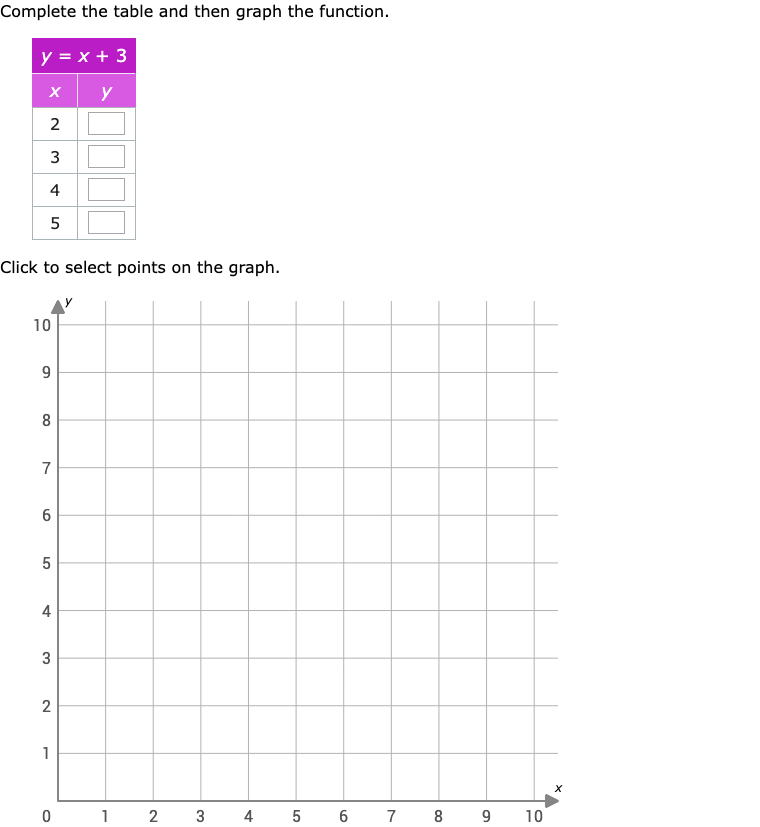 Complete the table and then graph the function.
y = x + 3
x y
2
3
4
5
Click to select points on the graph.
y
10
9
8
7
6
5
4
3
2
1
x
0 1 2 3 4 5 6 7 8 9 10